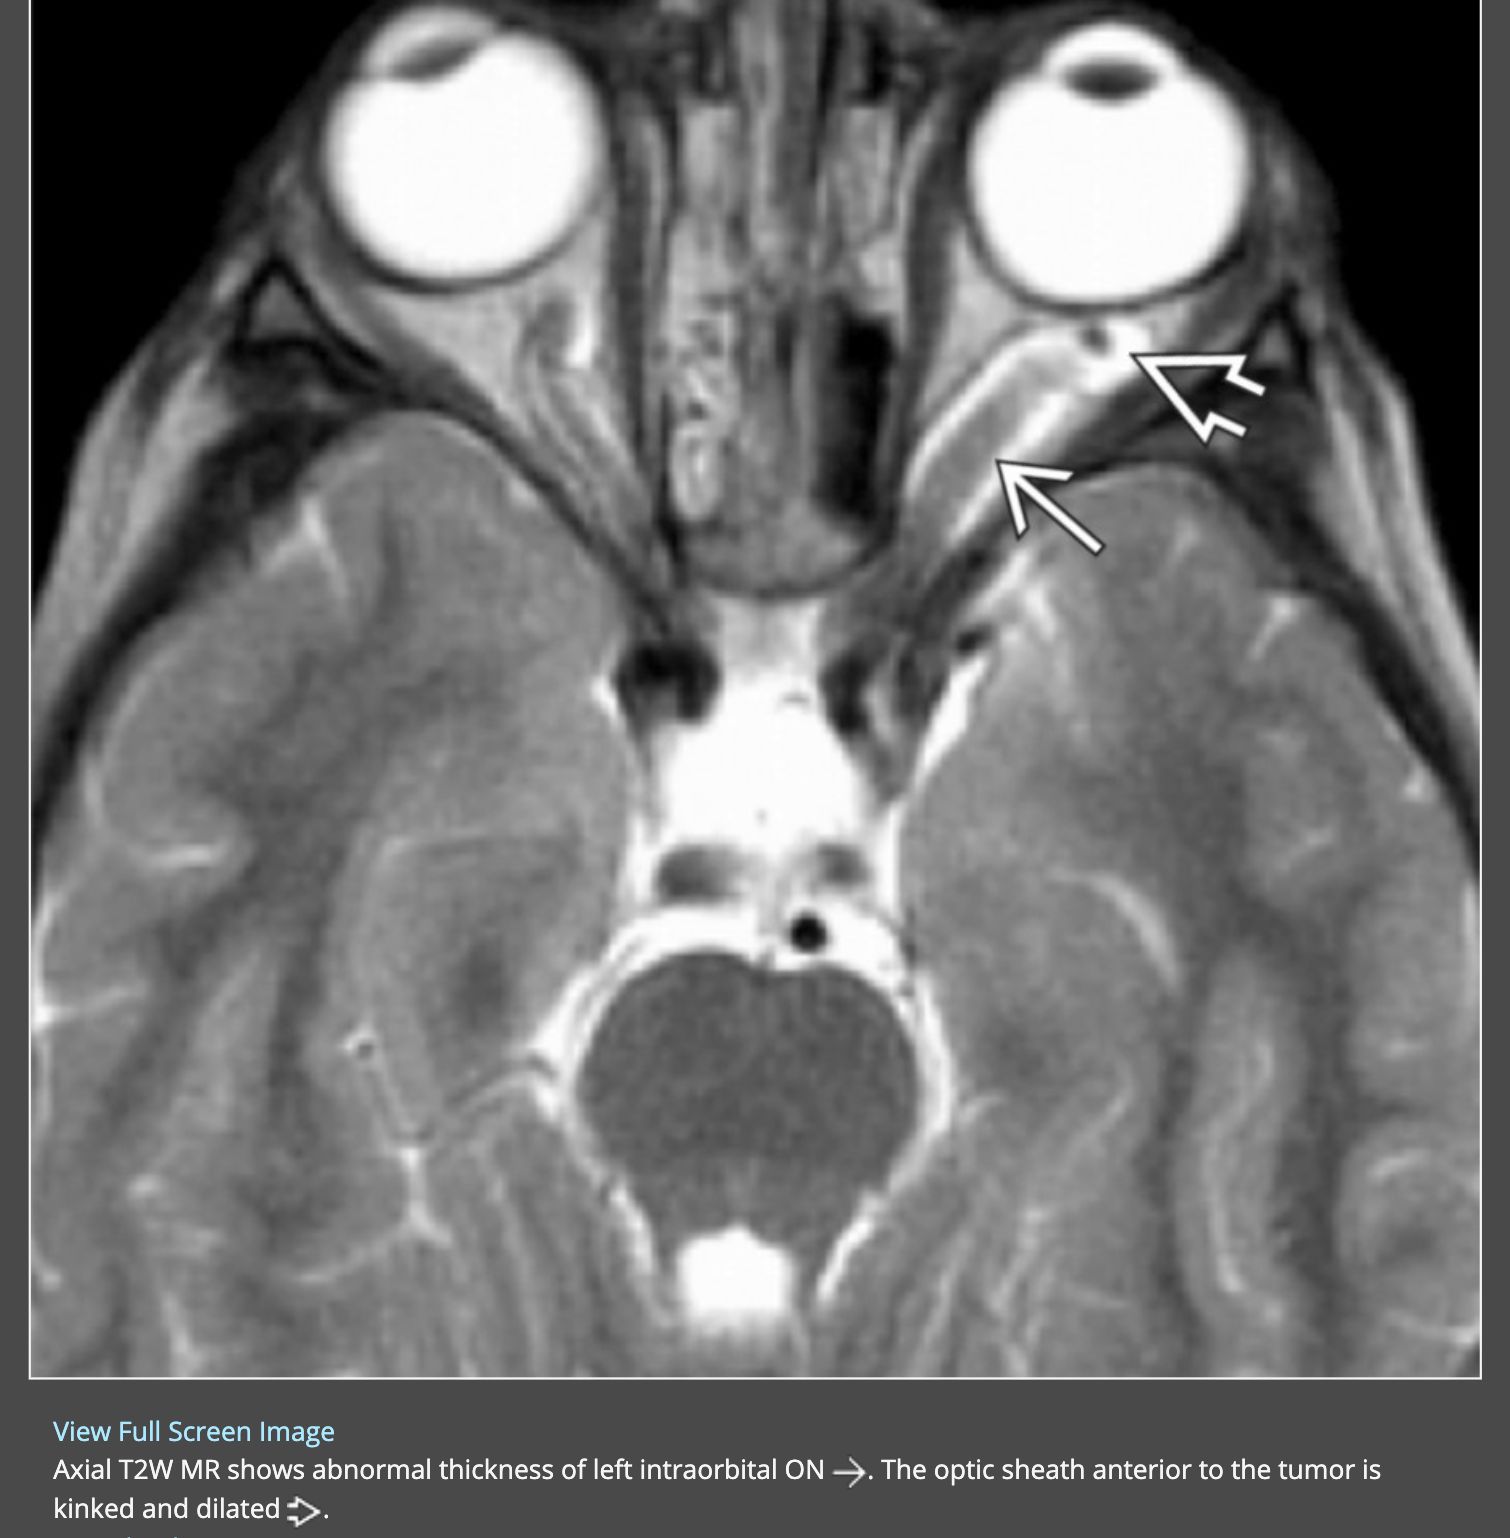 View Full Screen Image
Axial T2W MR shows abnormal thickness of left intraorbital ON →. The optic sheath anterior to the tumor is
kinked and dilated ⇨.